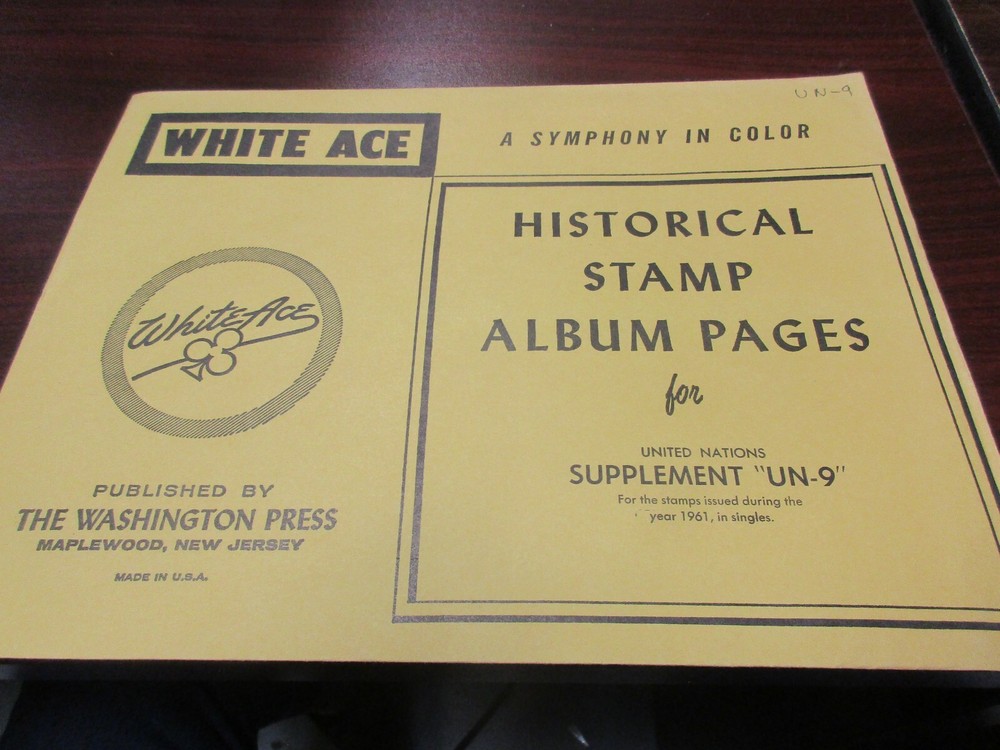 UN-9
WHITE ACE
A SYMPHONY IN COLOR
White Ace
PUBLISHED BY
THE WASHINGTON PRESS
MAPLEWOOD, NEW JERSEY
MADE IN U.S.A.
HISTORICAL
STAMP
ALBUM PAGES
for
UNITED NATIONS
SUPPLEMENT "UN-9"
For the stamps issued during the
year 1961, in singles.